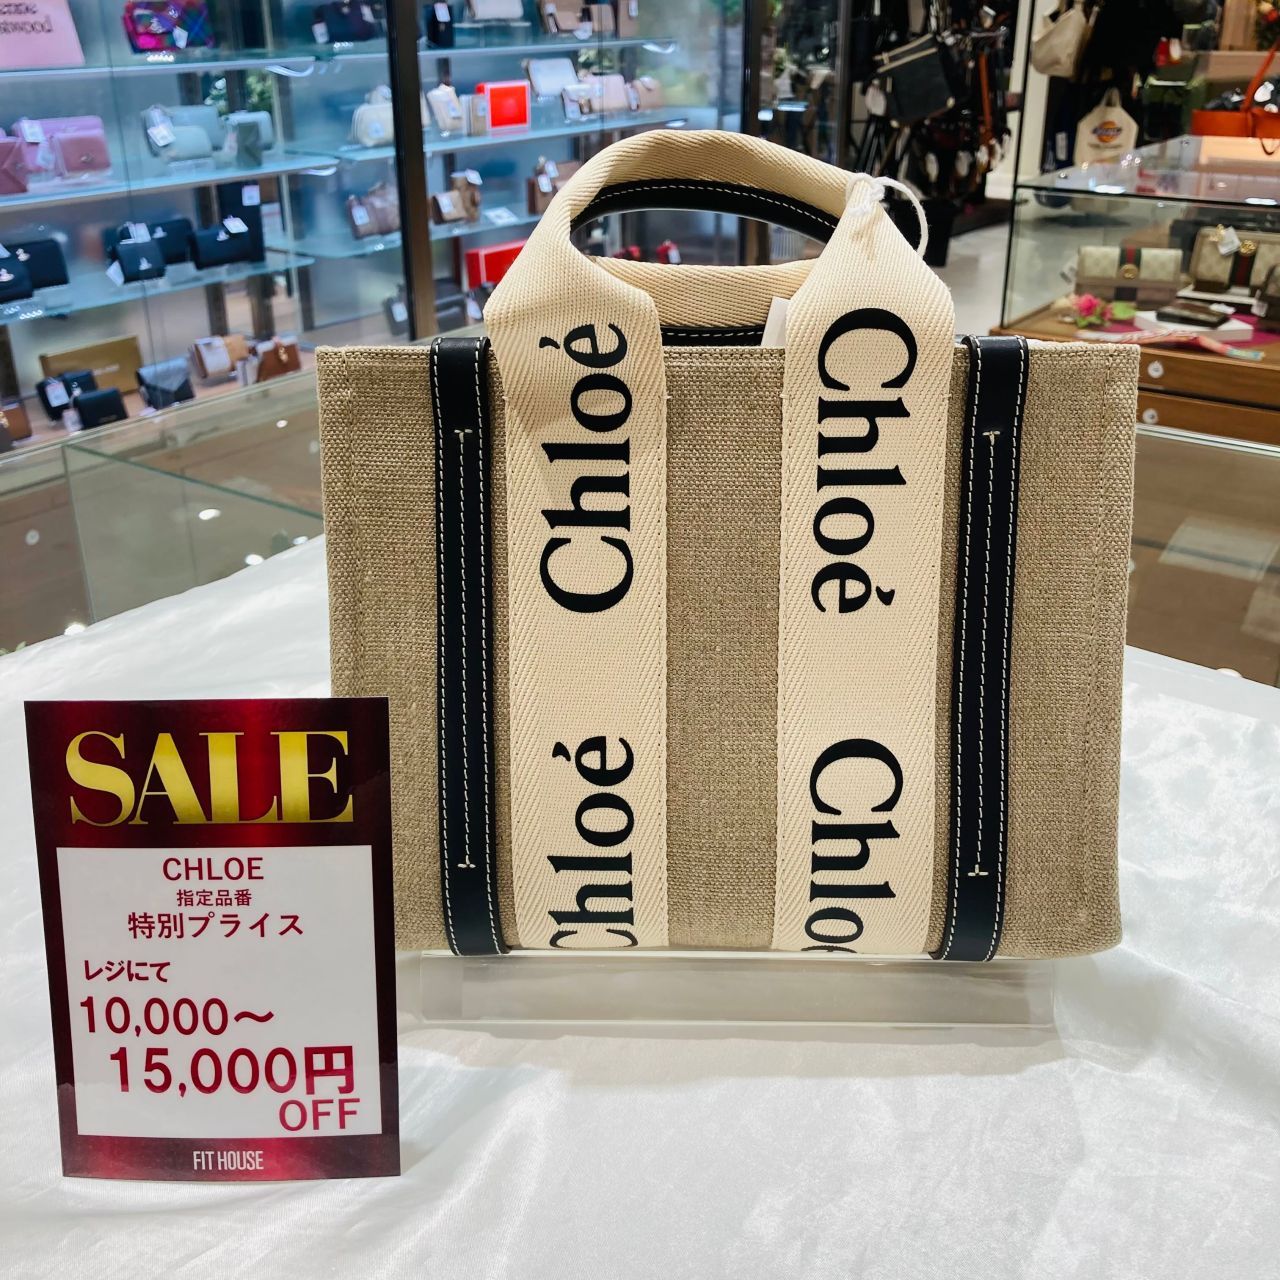 Chloé
Chloé
Chloé
Chloé
SALE
CHLOE
指定品番
特別プライス
レジにて
10,000～
15,000円
OFF
FIT HOUSE